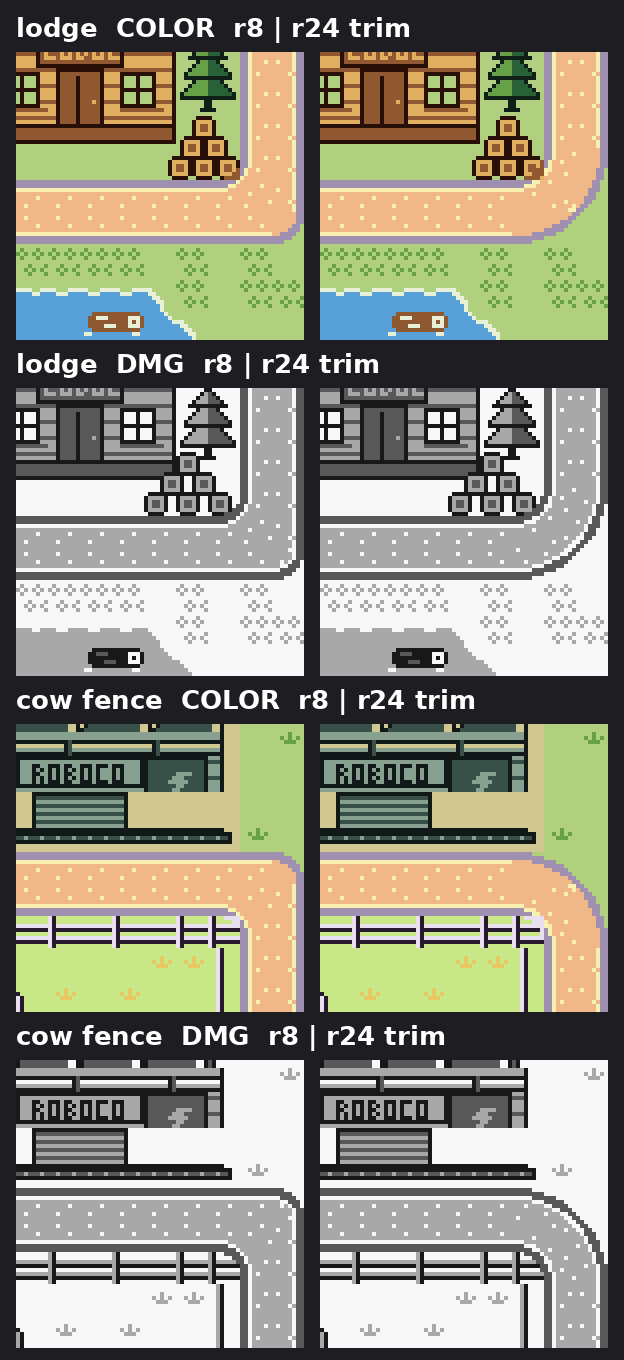 lodge COLOR r8 | r24 trim
lodge DMG r8 | r24 trim
cow fence COLOR r8 | r24 trim
ROBOCO ROBOCO
cow fence DMG r8 | r24 trim
ROBOCO ROBOCO